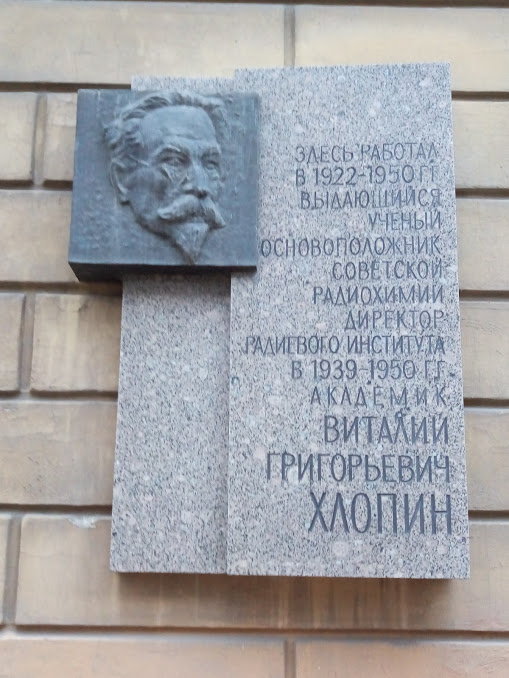 ЗДЕСЬ РАБОТАЛ
В 1922-1950 ГГ.
ВЫДАЮЩИЙСЯ
УЧЕНЫЙ
ОСНОВОПОЛОЖНИК
СОВЕТСКОЙ
РАДИОХИМИИ
ДИРЕКТОР
РАДИЕВОГО ИНСТИТУТА
В 1939-1950 Г.Г.
АКАДЕМИК
ВИТАЛИЙ
ГРИГОРЬЕВИЧ
ХЛОПИН